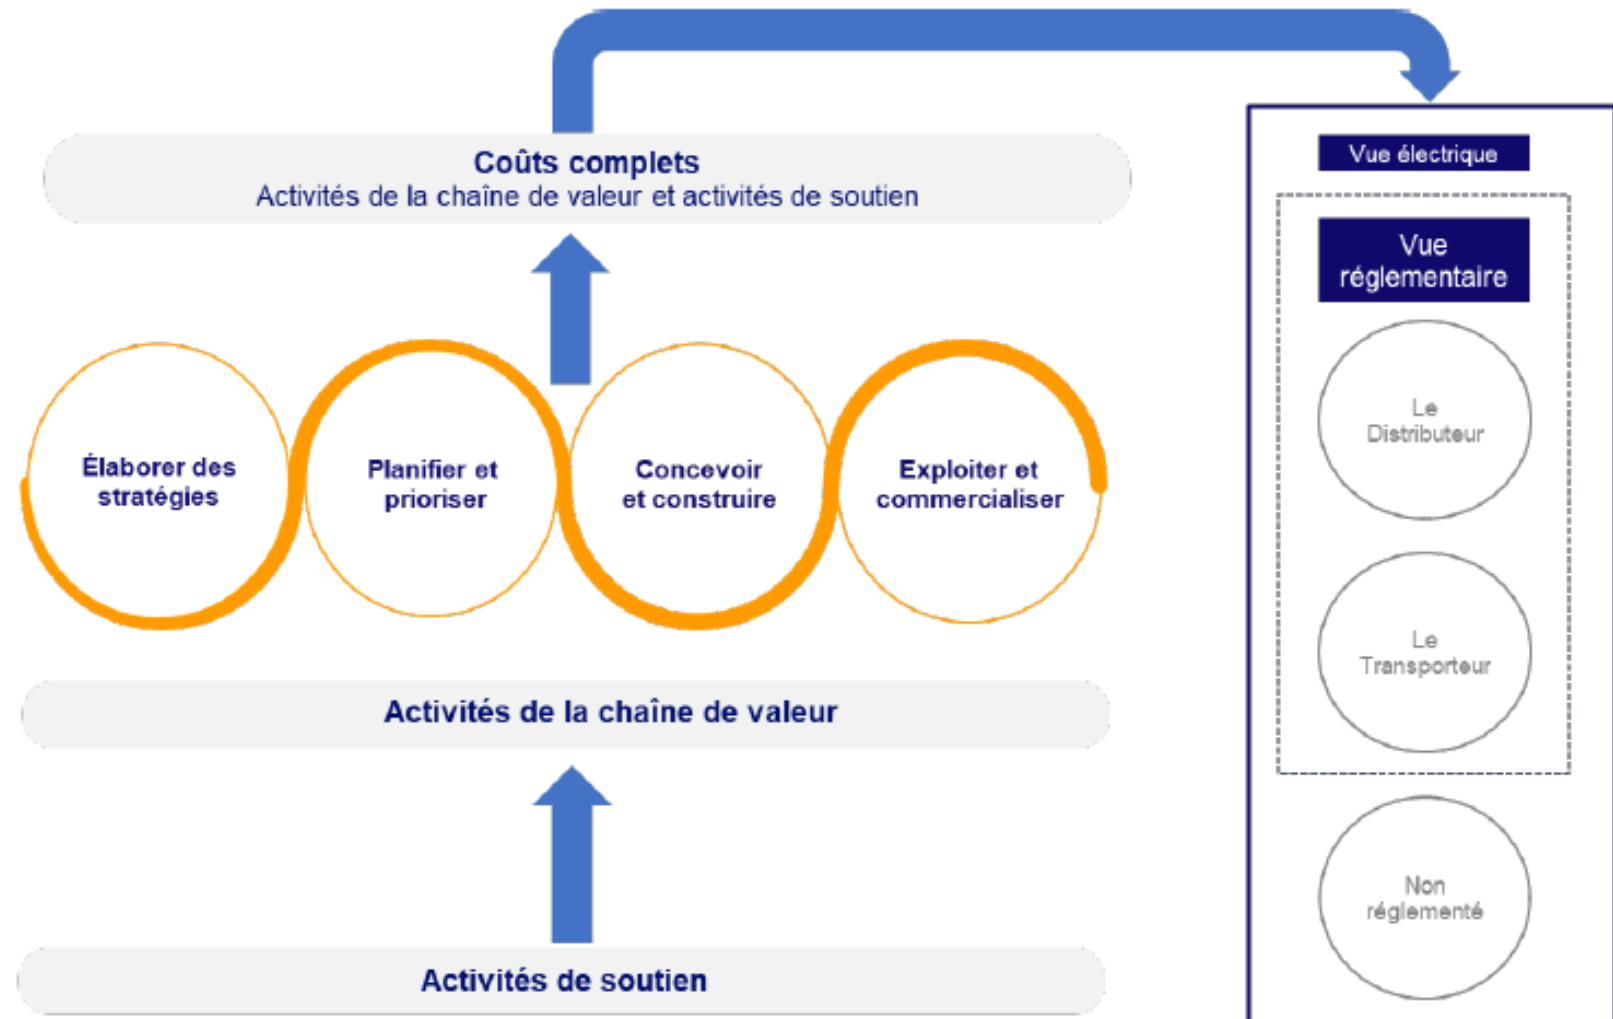 Coûts complets
Activités de la chaîne de valeur et activités de soutien
Élaborer des
stratégies
Planifier et
prioriser
Concevoir
et construire
Exploiter et
commercialiser
Activités de la chaîne de valeur
Activités de soutien
Vue électrique
Vue
réglementaire
Le
Distributeur
Le
Transporteur
Non
réglementé